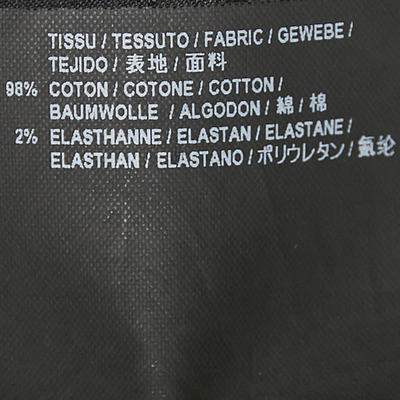 TISSU / TESSUTO / FABRIC / GEWEBE /
TEJIDO / 表地 / 面料
98% COTON / COTONE / COTTON /
BAUMWOLLE / ALGODON / 綿 / 棉
2% ELASTHANNE / ELASTAN / ELASTANE /
ELASTHAN / ELASTANO / ポリウレタン / 氨纶